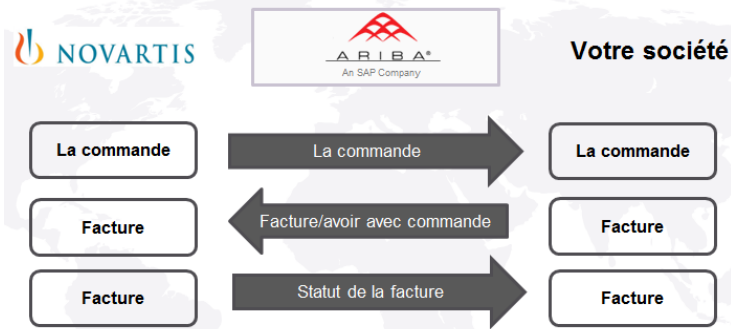 NOVARTIS
ARIBA®
An SAP Company
Votre société
La commande
La commande
La commande
Facture
Facture/avoir avec commande
Facture
Facture
Statut de la facture
Facture